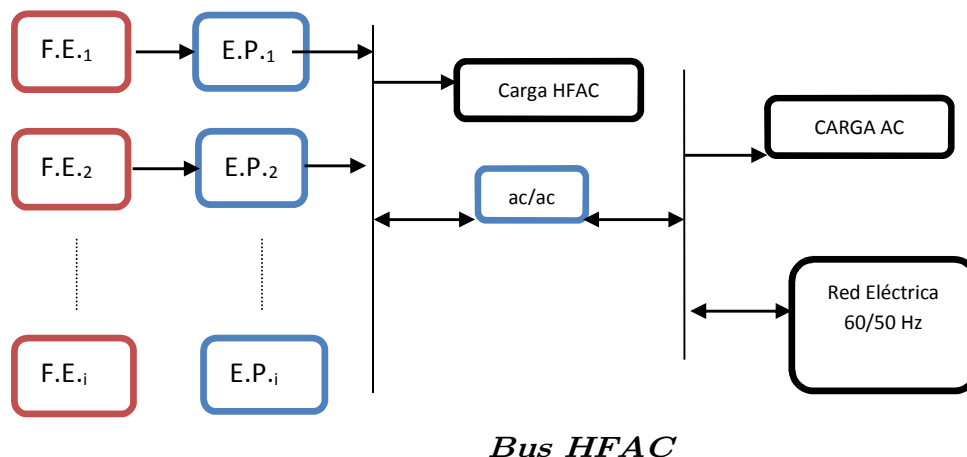 F.E.₁
E.P.₁
Carga HFAC
CARGA AC
F.E.₂
E.P.₂
ac/ac
Red Eléctrica
60/50 Hz
F.E.ᵢ
E.P.ᵢ
Bus HFAC